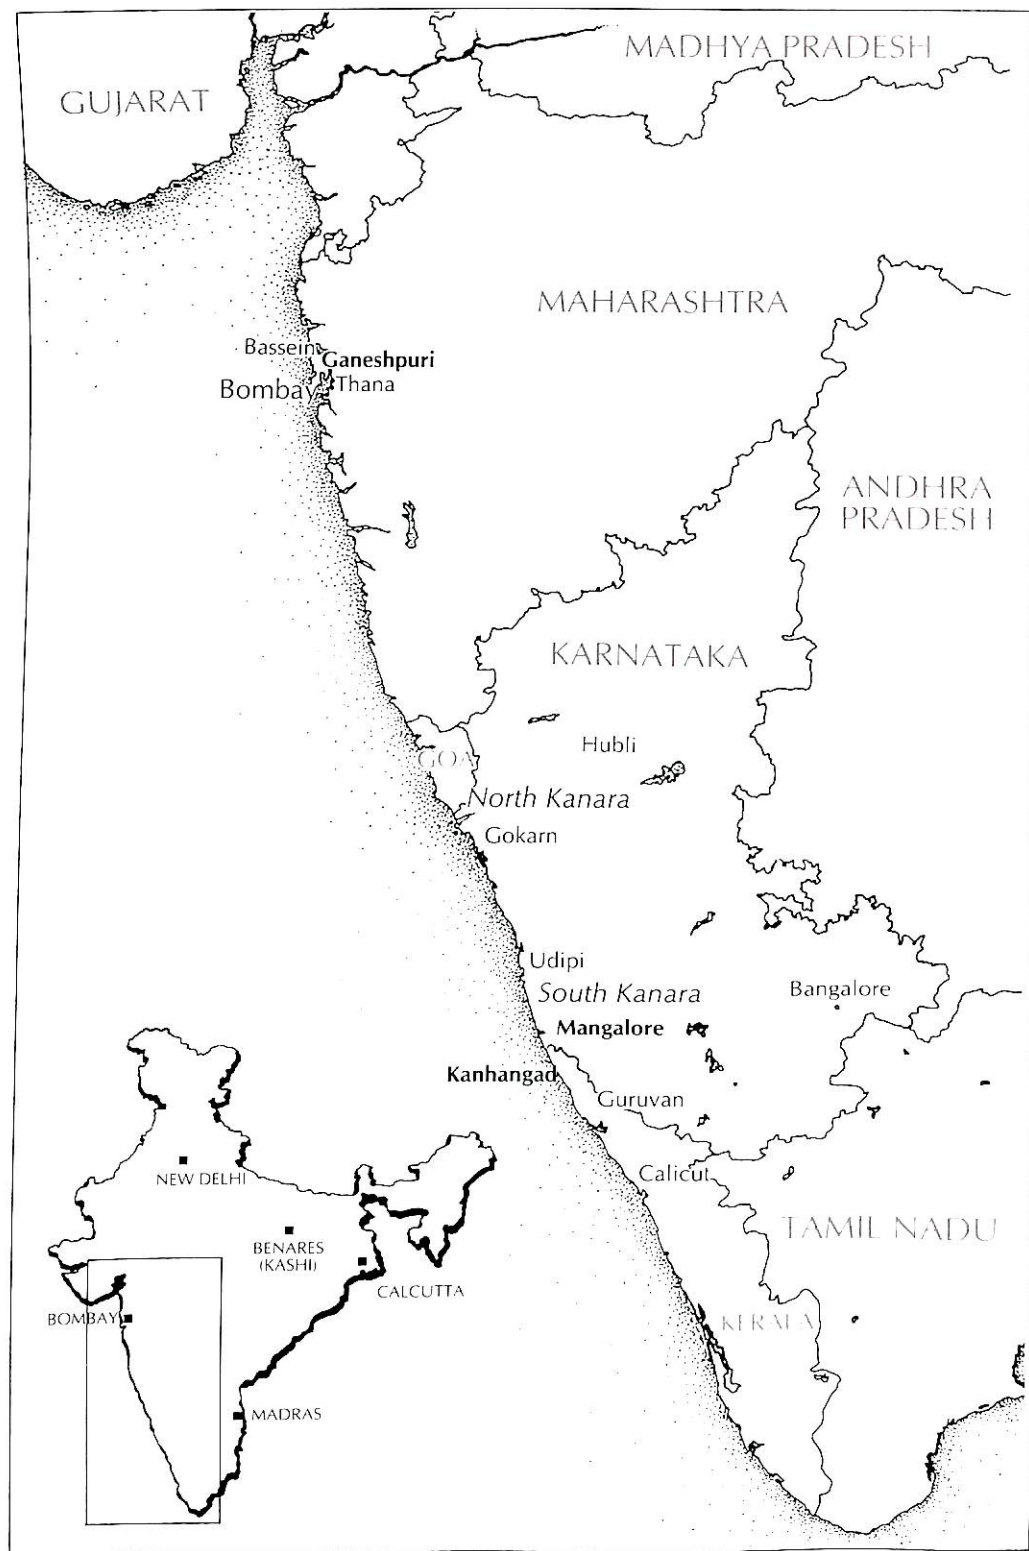 MADHYA PRADESH
GUJARAT
MAHARASHTRA
Bassein
Ganeshpuri
Bombay
Thana
ANDHRA
PRADESH
KARNATAKA
Hubli
GOA
North Kanara
Gokarn
Udipi
South Kanara
Bangalore
Mangalore
Kanhangad
Guruvan
Calicut
TAMIL NADU
KERALA
NEW DELHI
BENARES
(KASHI)
CALCUTTA
BOMBAY
MADRAS